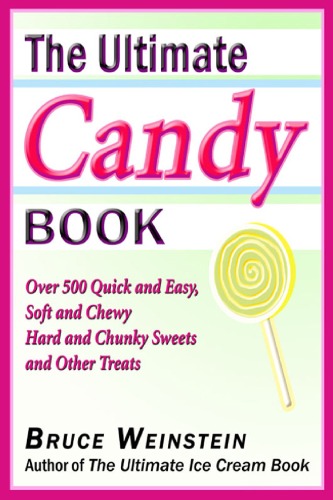 The Ultimate
Candy
BOOK
Over 500 Quick and Easy,
Soft and Chewy
Hard and Chunky Sweets
and Other Treats
BRUCE WEINSTEIN
Author of The Ultimate Ice Cream Book